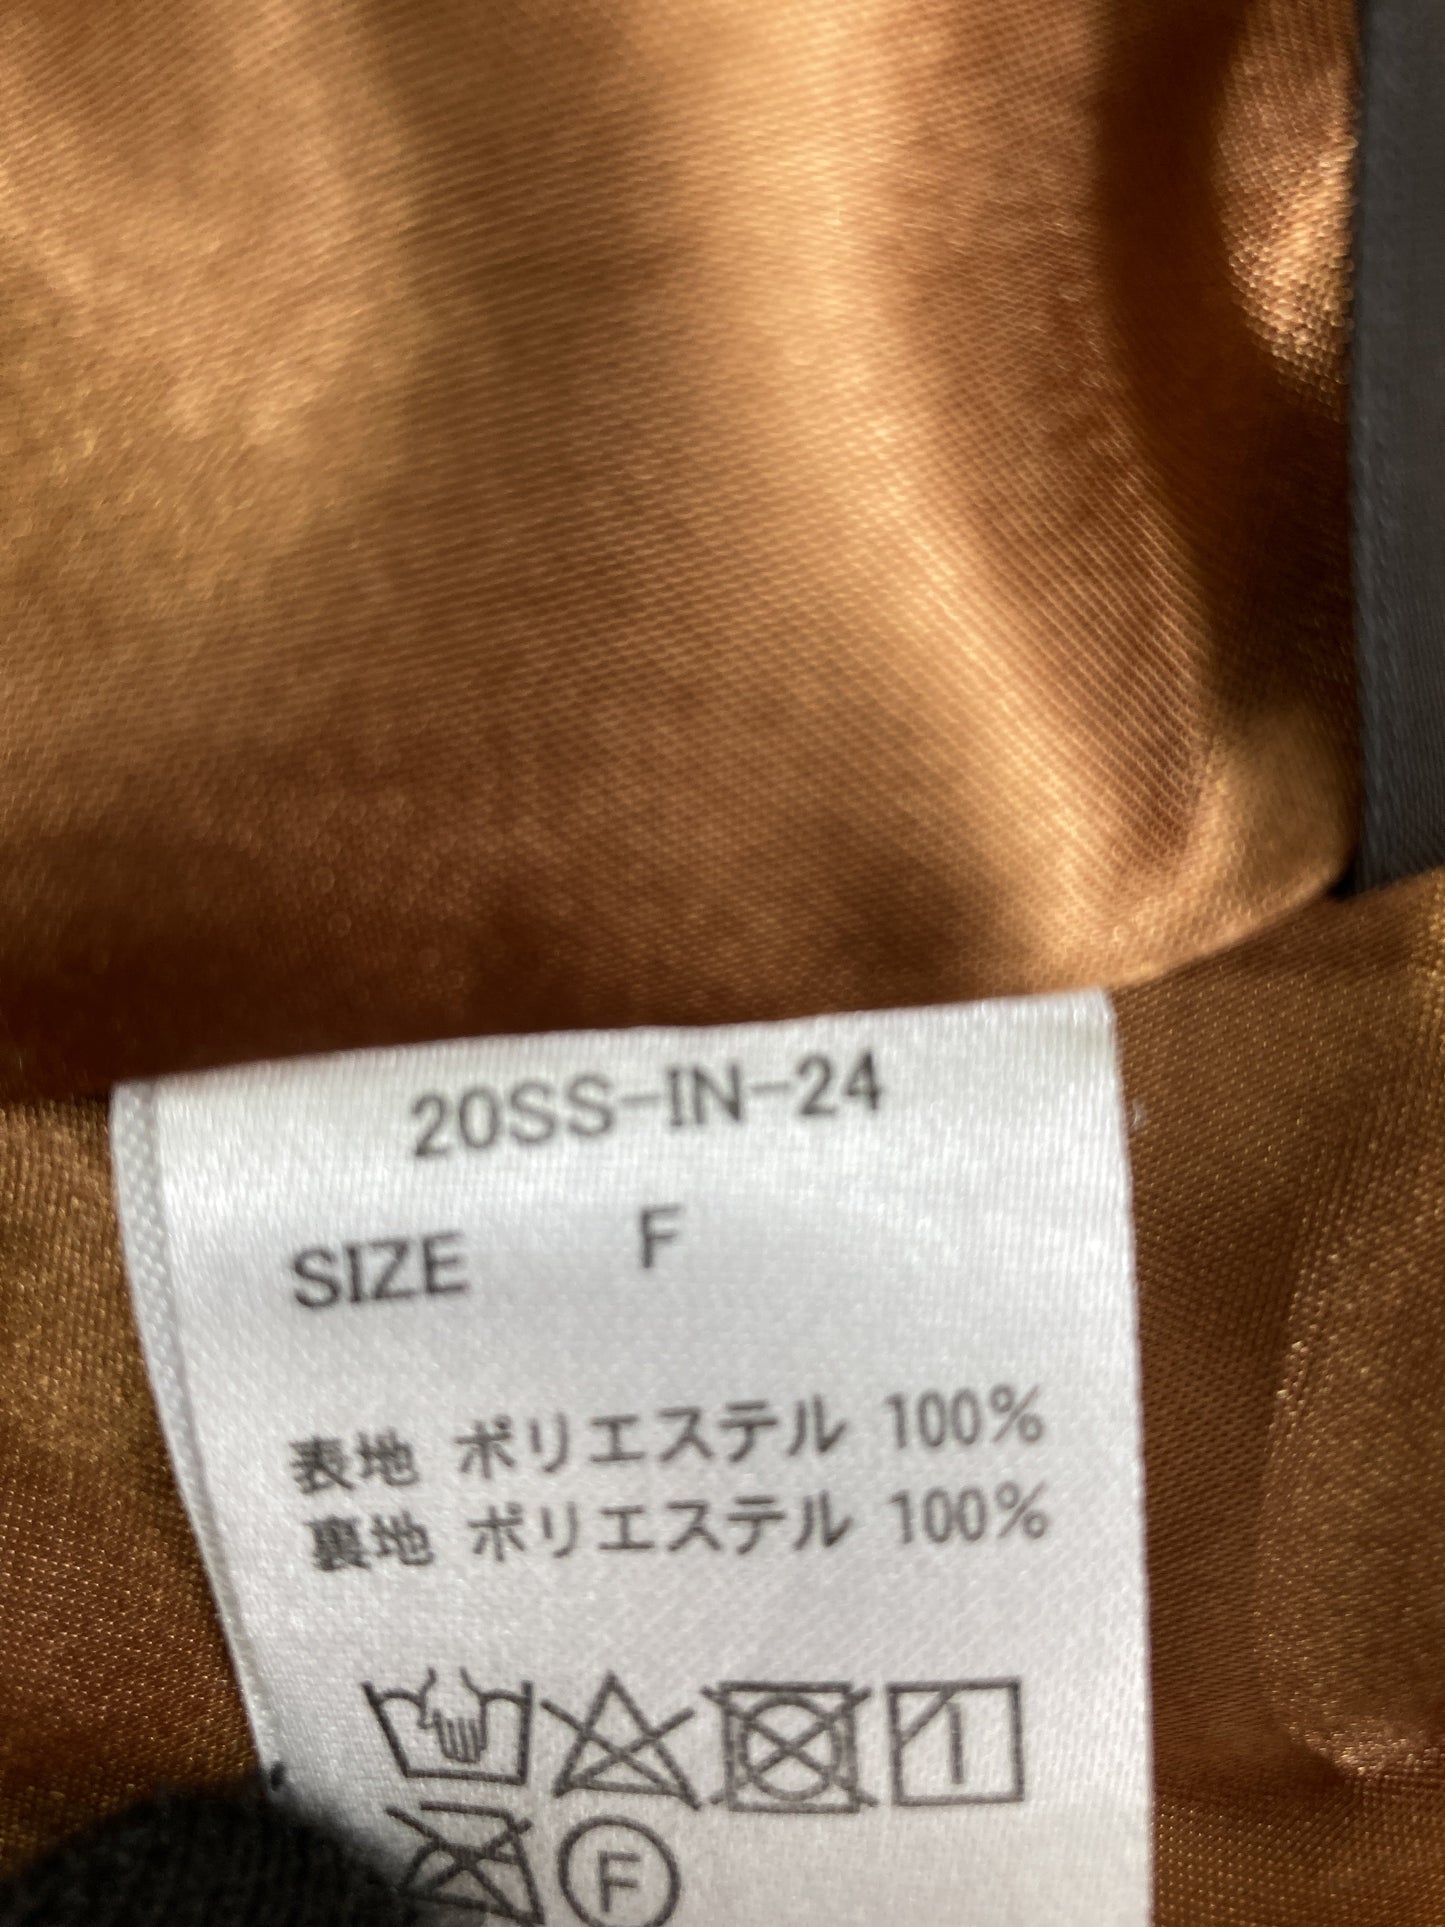 20SS-IN-24
SIZE F
表地 ポリエステル 100%
裏地 ポリエステル 100%
F